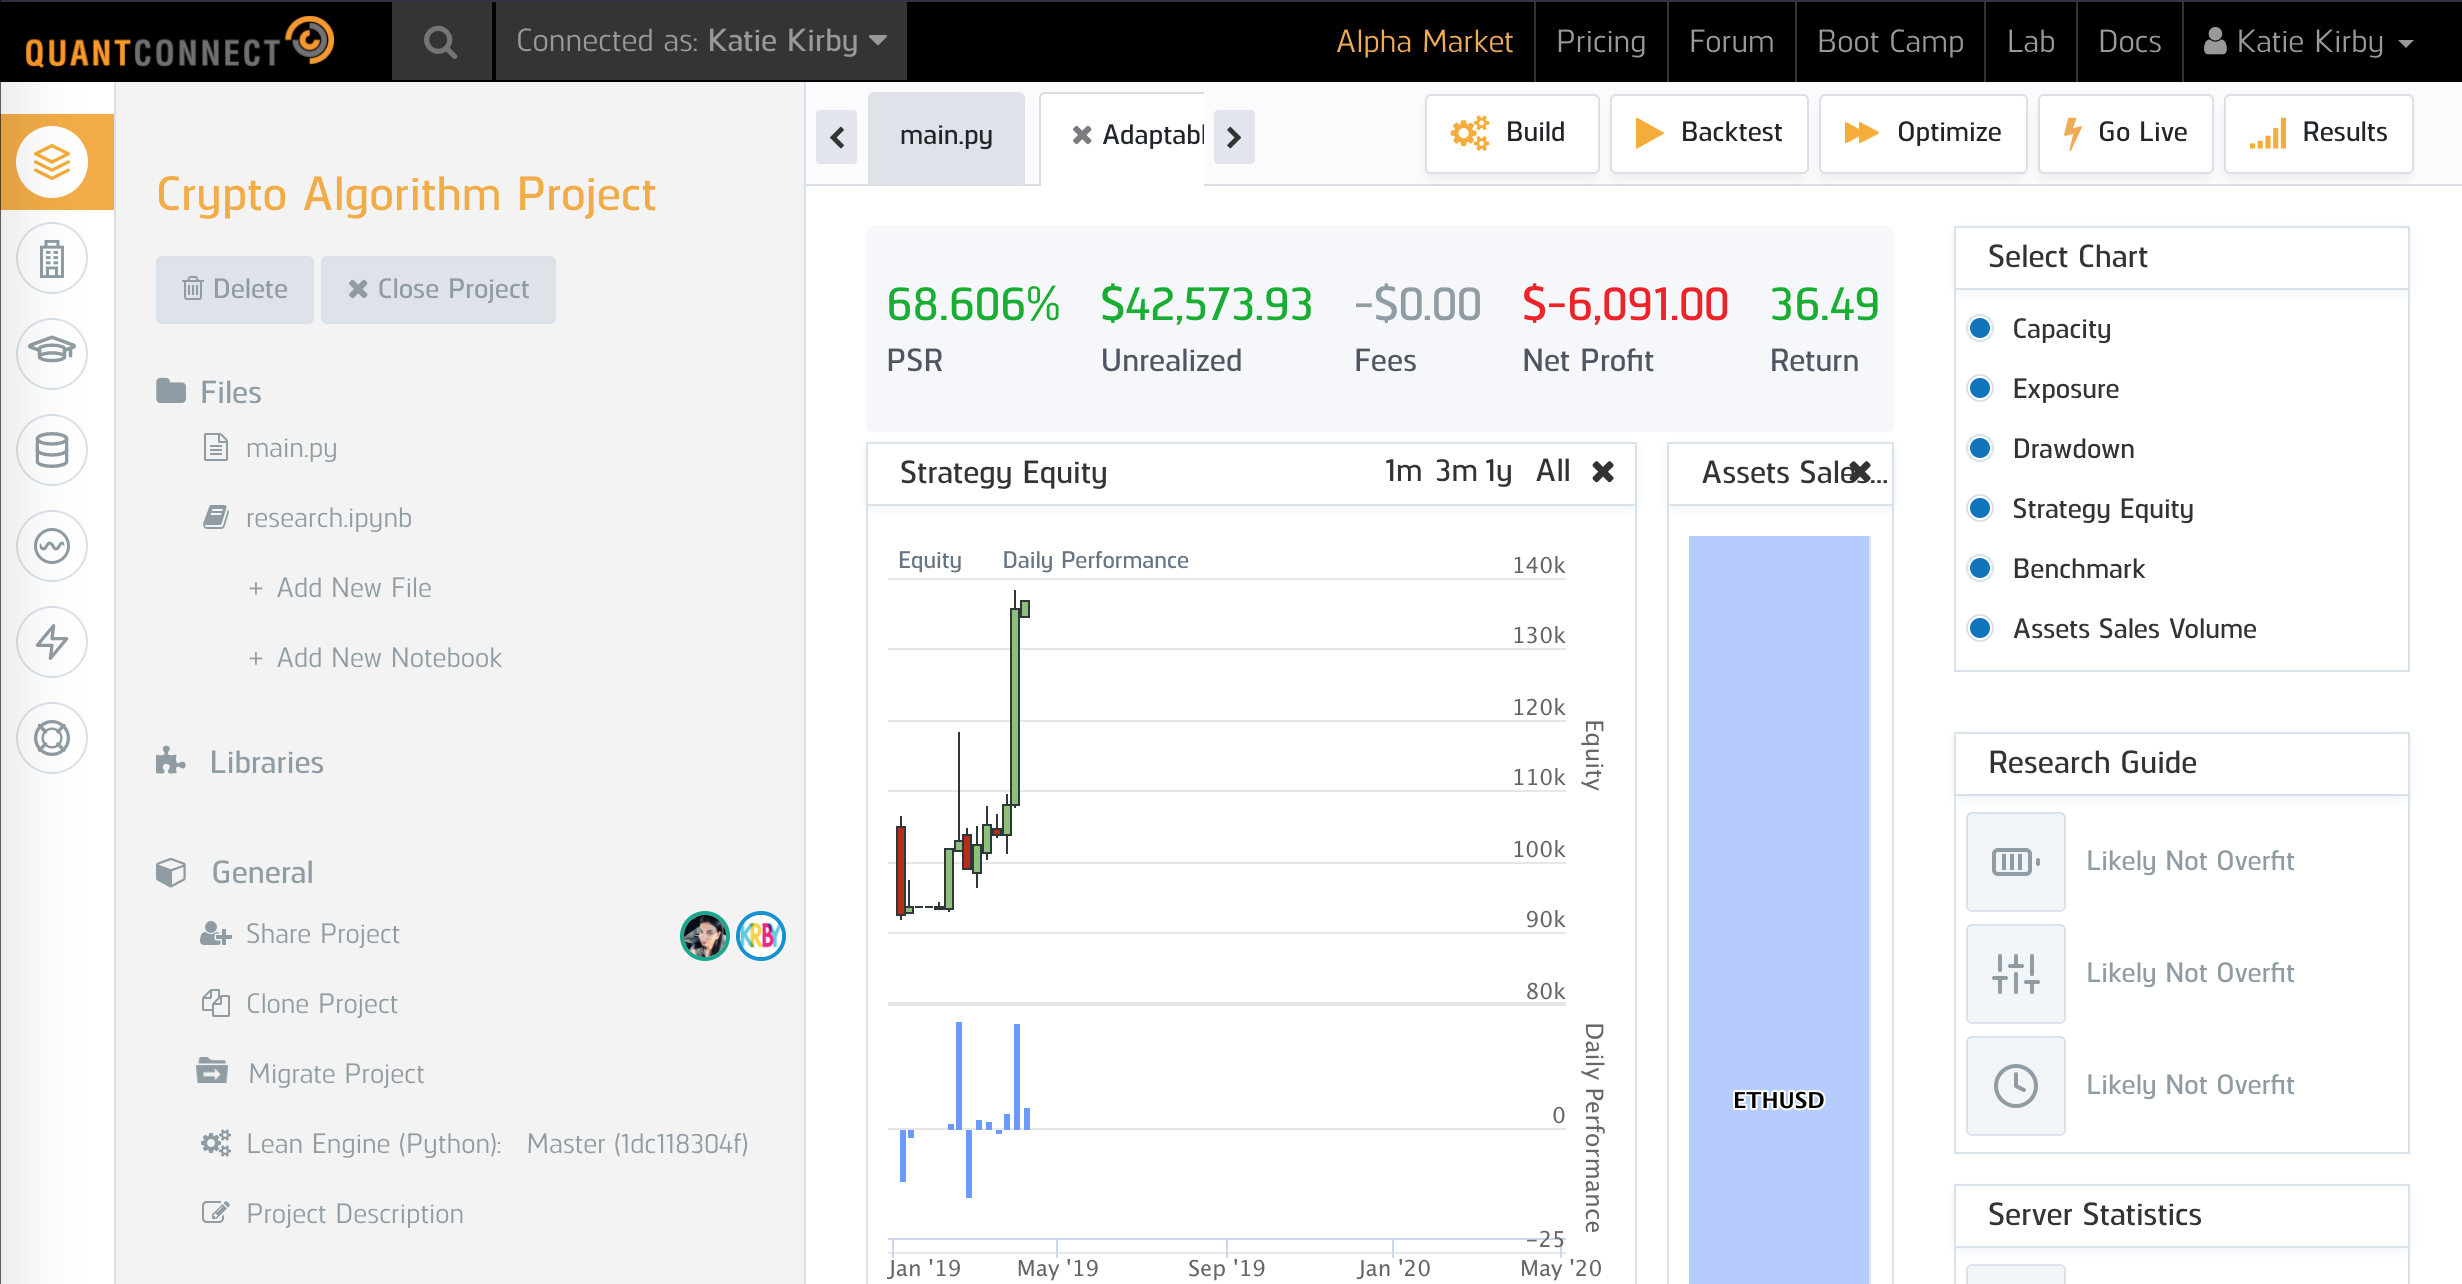 QUANTCONNECT
Connected as: Katie Kirby
Alpha Market
Pricing
Forum
Boot Camp
Lab
Docs
Katie Kirby
Crypto Algorithm Project
Delete
Close Project
Files
main.py
research.ipynb
+ Add New File
+ Add New Notebook
Libraries
General
Share Project
KRBY
Clone Project
Migrate Project
Lean Engine (Python): Master (1dc118304f)
Project Description
main.py
Adaptabl
Build
Backtest
Optimize
Go Live
Results
68.606% $42,573.93 -$0.00 $-6,091.00 36.49
PSR Unrealized Fees Net Profit Return
Strategy Equity
1m 3m 1y All
Equity Daily Performance
140k
130k
120k
110k
100k
90k
80k
0
-25
Equity
Daily Performance
Jan '19 May '19 Sep '19 Jan '20 May '20
Assets Sales...
ETHUSD
Select Chart
Capacity
Exposure
Drawdown
Strategy Equity
Benchmark
Assets Sales Volume
Research Guide
Likely Not Overfit
Likely Not Overfit
Likely Not Overfit
Server Statistics